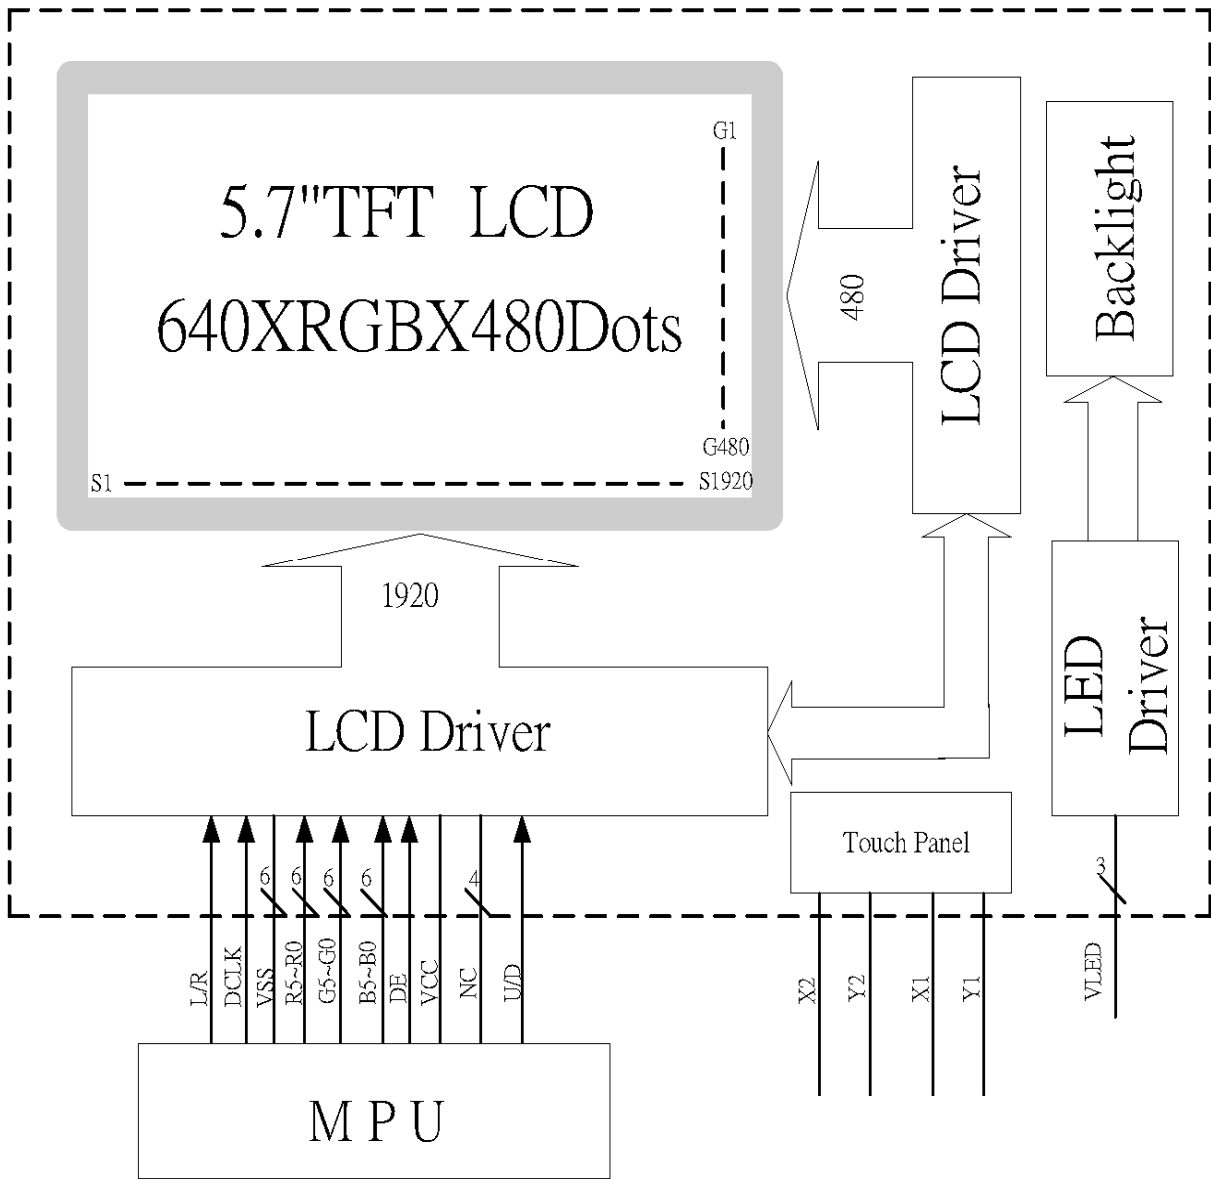 G1
5.7"TFT LCD
640XRGBX480Dots
G480
S1
S1920
480
LCD Driver
Backlight
1920
LCD Driver
LED
Driver
Touch Panel
6
6
6
6
4
3
L/R
DCLK
VSS
R5~R0
G5~G0
B5~B0
DE
VCC
NC
U/D
X2
Y2
X1
Y1
VLED
MPU